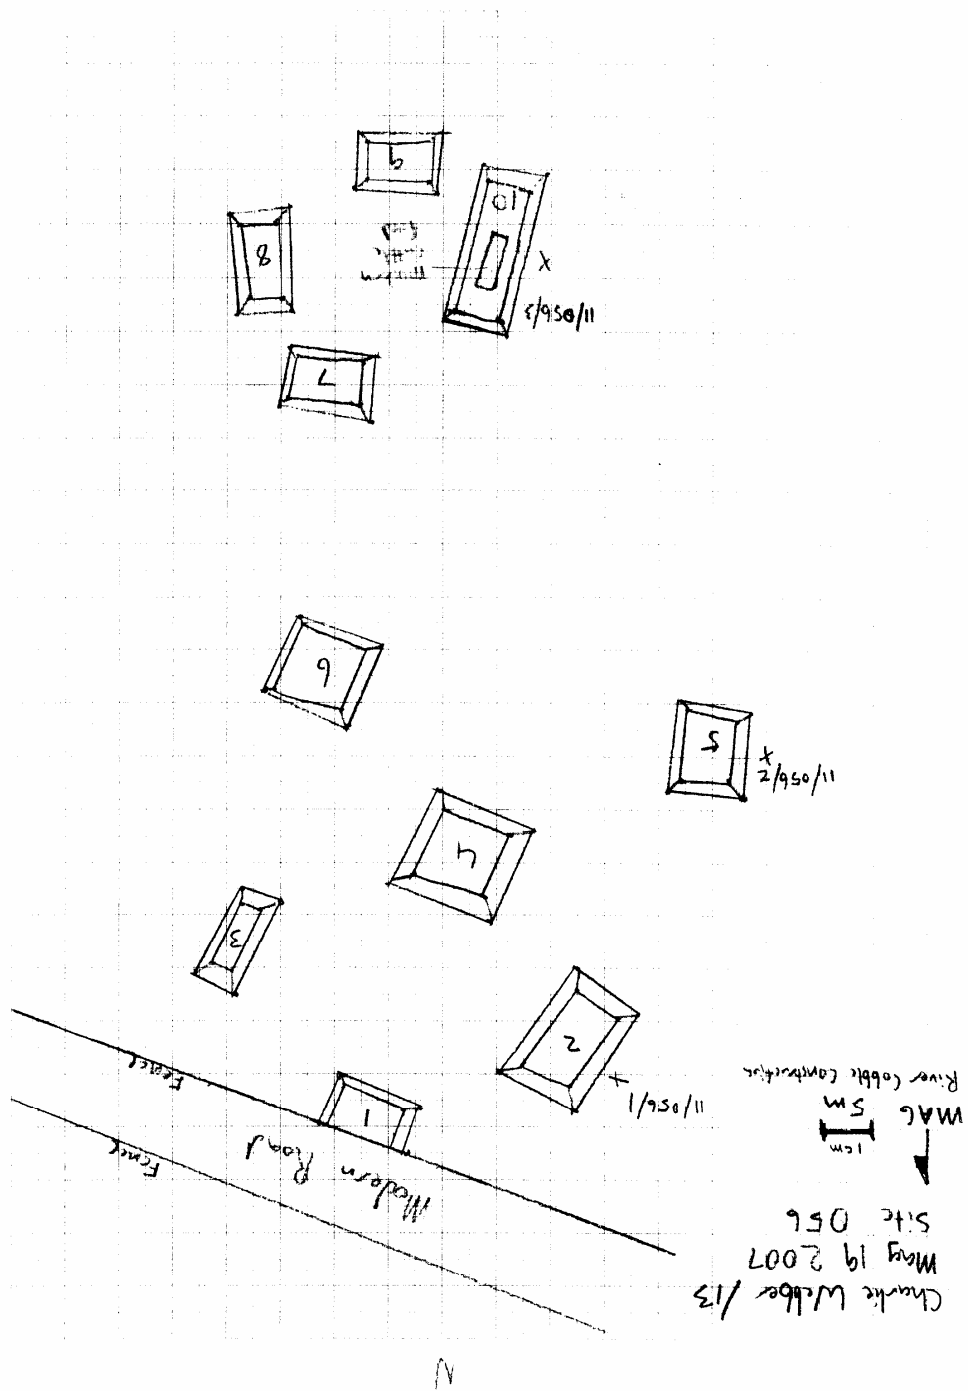 Charlie Webber /13
May 19 2007
Site 056
MAG
1cm
5m
River Cobble Construction
N
Modern Road
Fence
Fence
1
11/056/1
X
2
3
4
11/056/2
X
5
6
7
8
9
10
11/056/3
X